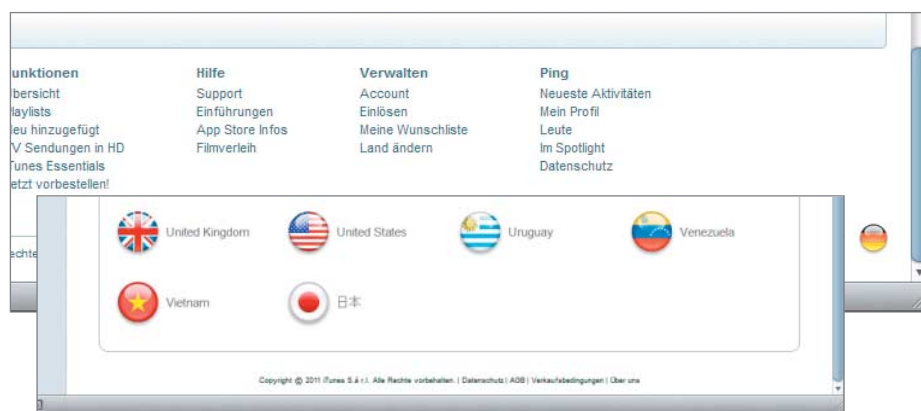 unktionen
bersicht
laylists
eu hinzugefügt
V Sendungen in HD
Tunes Essentials
etzt vorbestellen!
Hilfe
Support
Einführungen
App Store Infos
Filmverleih
Verwalten
Account
Einlösen
Meine Wunschliste
Land ändern
Ping
Neueste Aktivitäten
Mein Profil
Leute
Im Spotlight
Datenschutz
echte
United Kingdom
United States
Uruguay
Venezuela
Vietnam
日本
Copyright © 2011 iTunes S.à r.l. Alle Rechte vorbehalten. | Datenschutz | AGB | Verkaufsbedingungen | Über uns